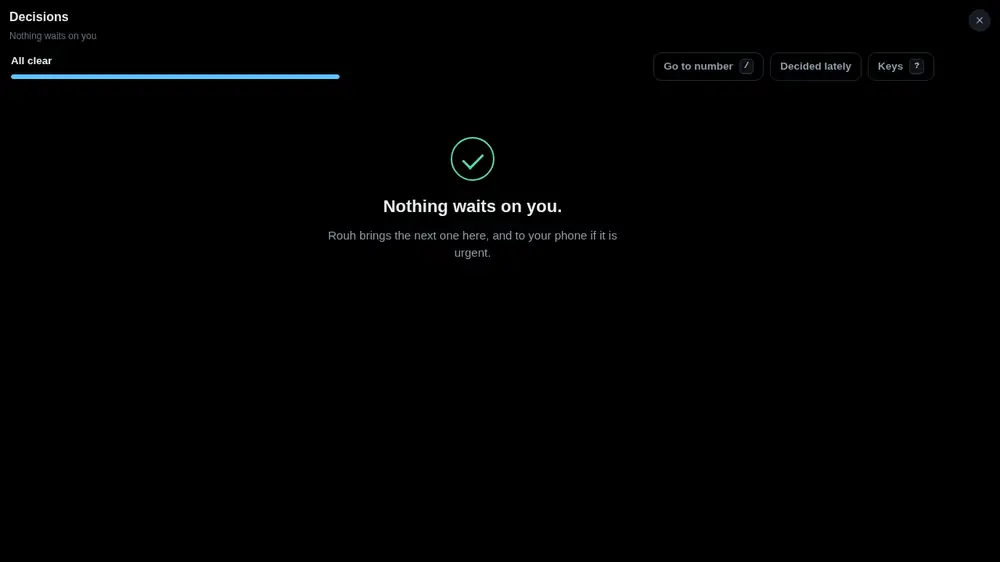 Decisions
Nothing waits on you
All clear
Go to number /
Decided lately
Keys ?
Nothing waits on you.
Rouh brings the next one here, and to your phone if it is
urgent.